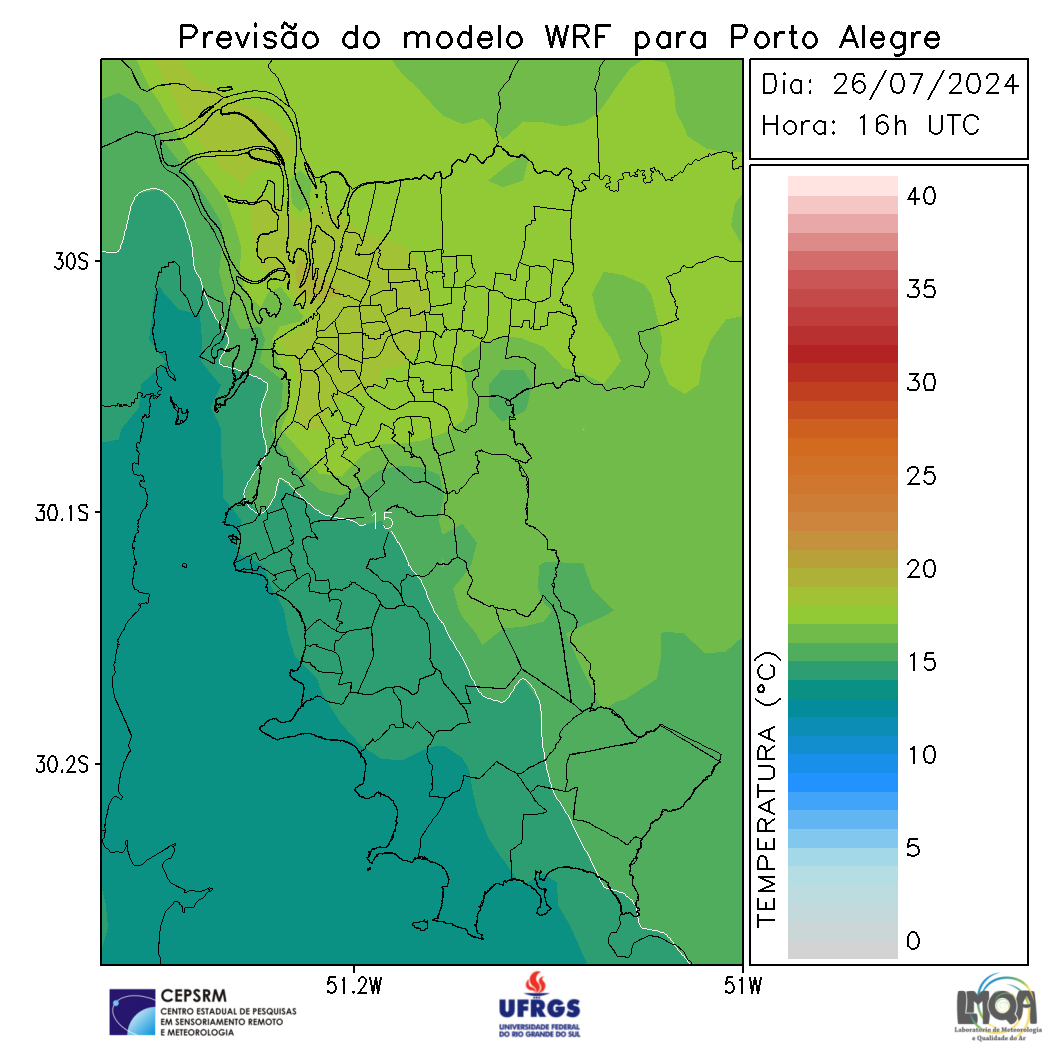 Previsão do modelo WRF para Porto Alegre
Dia: 26/07/2024
Hora: 16h UTC
40
35
30
25
20
15
10
5
0
TEMPERATURA (°C)
30S
30.1S
30.2S
15
51.2W
51W
CEPSRM
CENTRO ESTADUAL DE PESQUISAS
EM SENSORIAMENTO REMOTO
E METEOROLOGIA
UFRGS
UNIVERSIDADE FEDERAL
DO RIO GRANDE DO SUL
LMQA
Laboratório de Meteorologia
e Qualidade do Ar